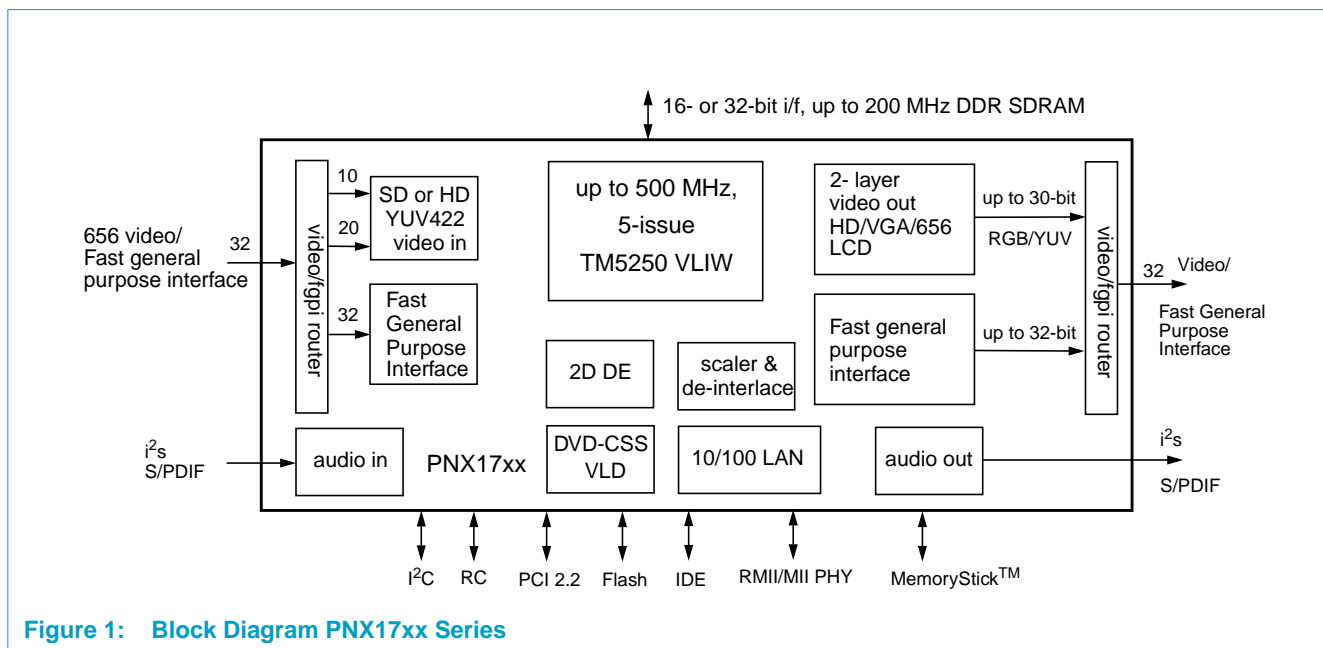 16- or 32-bit i/f, up to 200 MHz DDR SDRAM
656 video/
Fast general
purpose interface
32
video/fgpi router
10
20
SD or HD
YUV422
video in
32
Fast
General
Purpose
Interface
up to 500 MHz,
5-issue
TM5250 VLIW
2- layer
video out
HD/VGA/656
LCD
up to 30-bit
RGB/YUV
video/fgpi router
32 Video/
Fast General
Purpose
Interface
Fast general
purpose
interface
up to 32-bit
2D DE
scaler &
de-interlace
i²s
S/PDIF
audio in
PNX17xx
DVD-CSS
VLD
10/100 LAN
audio out
i²s
S/PDIF
I²C
RC
PCI 2.2
Flash
IDE
RMII/MII PHY
MemoryStick™
Figure 1: Block Diagram PNX17xx Series